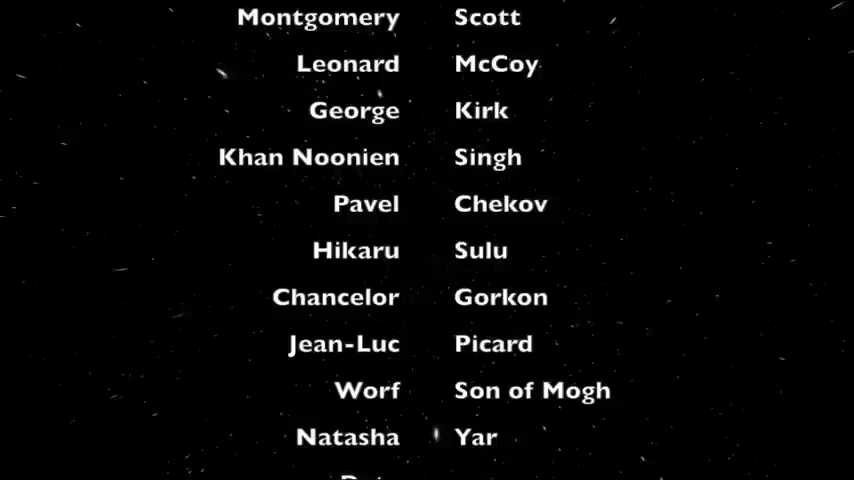 Montgomery Scott
Leonard McCoy
George Kirk
Khan Noonien Singh
Pavel Chekov
Hikaru Sulu
Chancelor Gorkon
Jean-Luc Picard
Worf Son of Mogh
Natasha Yar